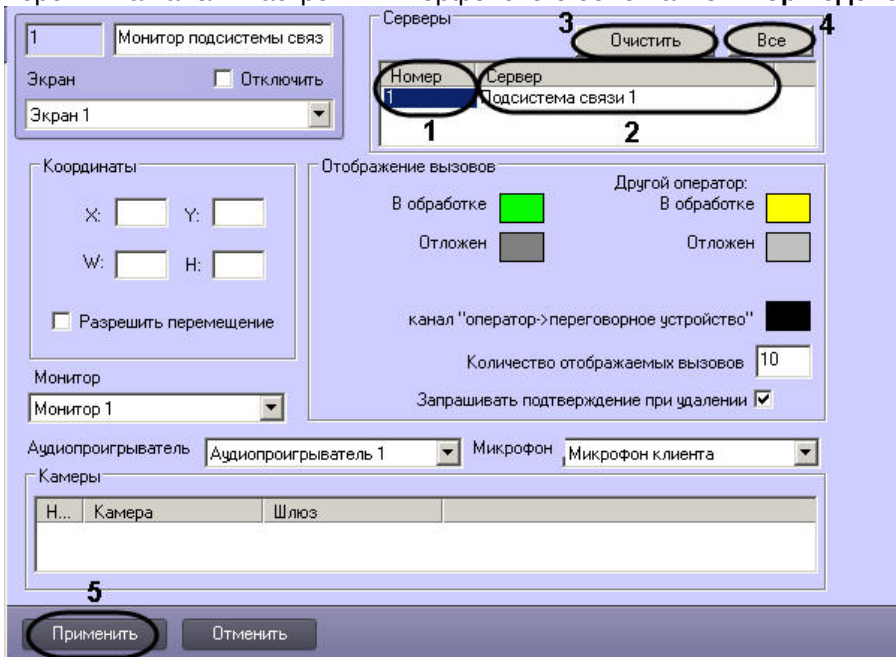 1
Монитор подсистемы связ
Экран
Отключить
Экран 1
Серверы
3
Очистить
Все
4
Номер
Сервер
1
Подсистема связи 1
1
2
Координаты
X:
Y:
W:
H:
Разрешить перемещение
Отображение вызовов
Другой оператор:
В обработке
В обработке
Отложен
Отложен
канал "оператор->переговорное устройство"
Количество отображаемых вызовов
10
Запрашивать подтверждение при удалении
Монитор
Монитор 1
Аудиопроигрыватель
Аудиопроигрыватель 1
Микрофон
Микрофон клиента
Камеры
Н...
Камера
Шлюз
5
Применить
Отменить